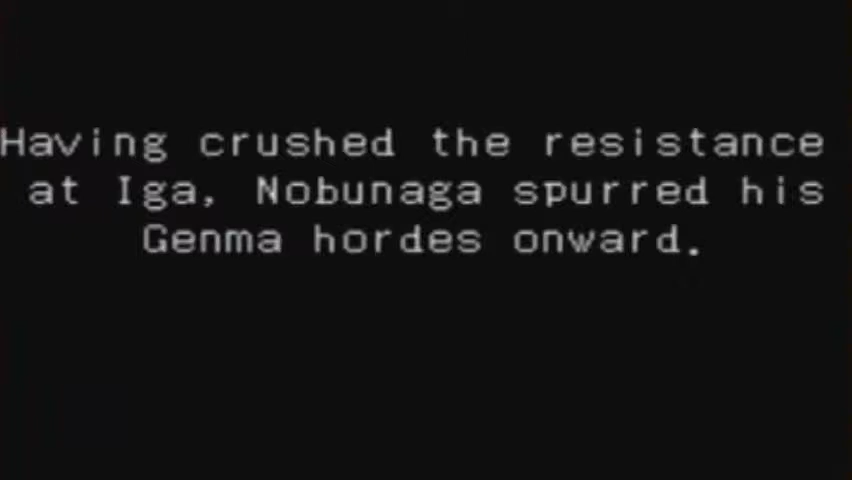 Having crushed the resistance
at Iga, Nobunaga spurred his
Genma hordes onward.